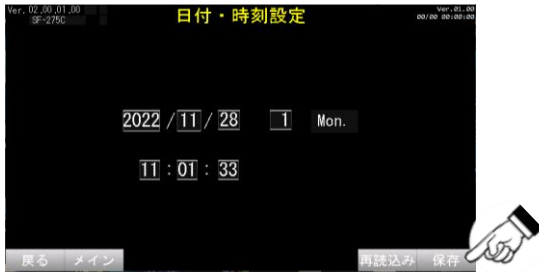 Ver. 02.00.01.00
SF-275C
日付・時刻設定
Ver.01.00
00/00 00:00:00
2022 / 11 / 28 1 Mon.
11 : 01 : 33
戻る メイン 再読込み 保存